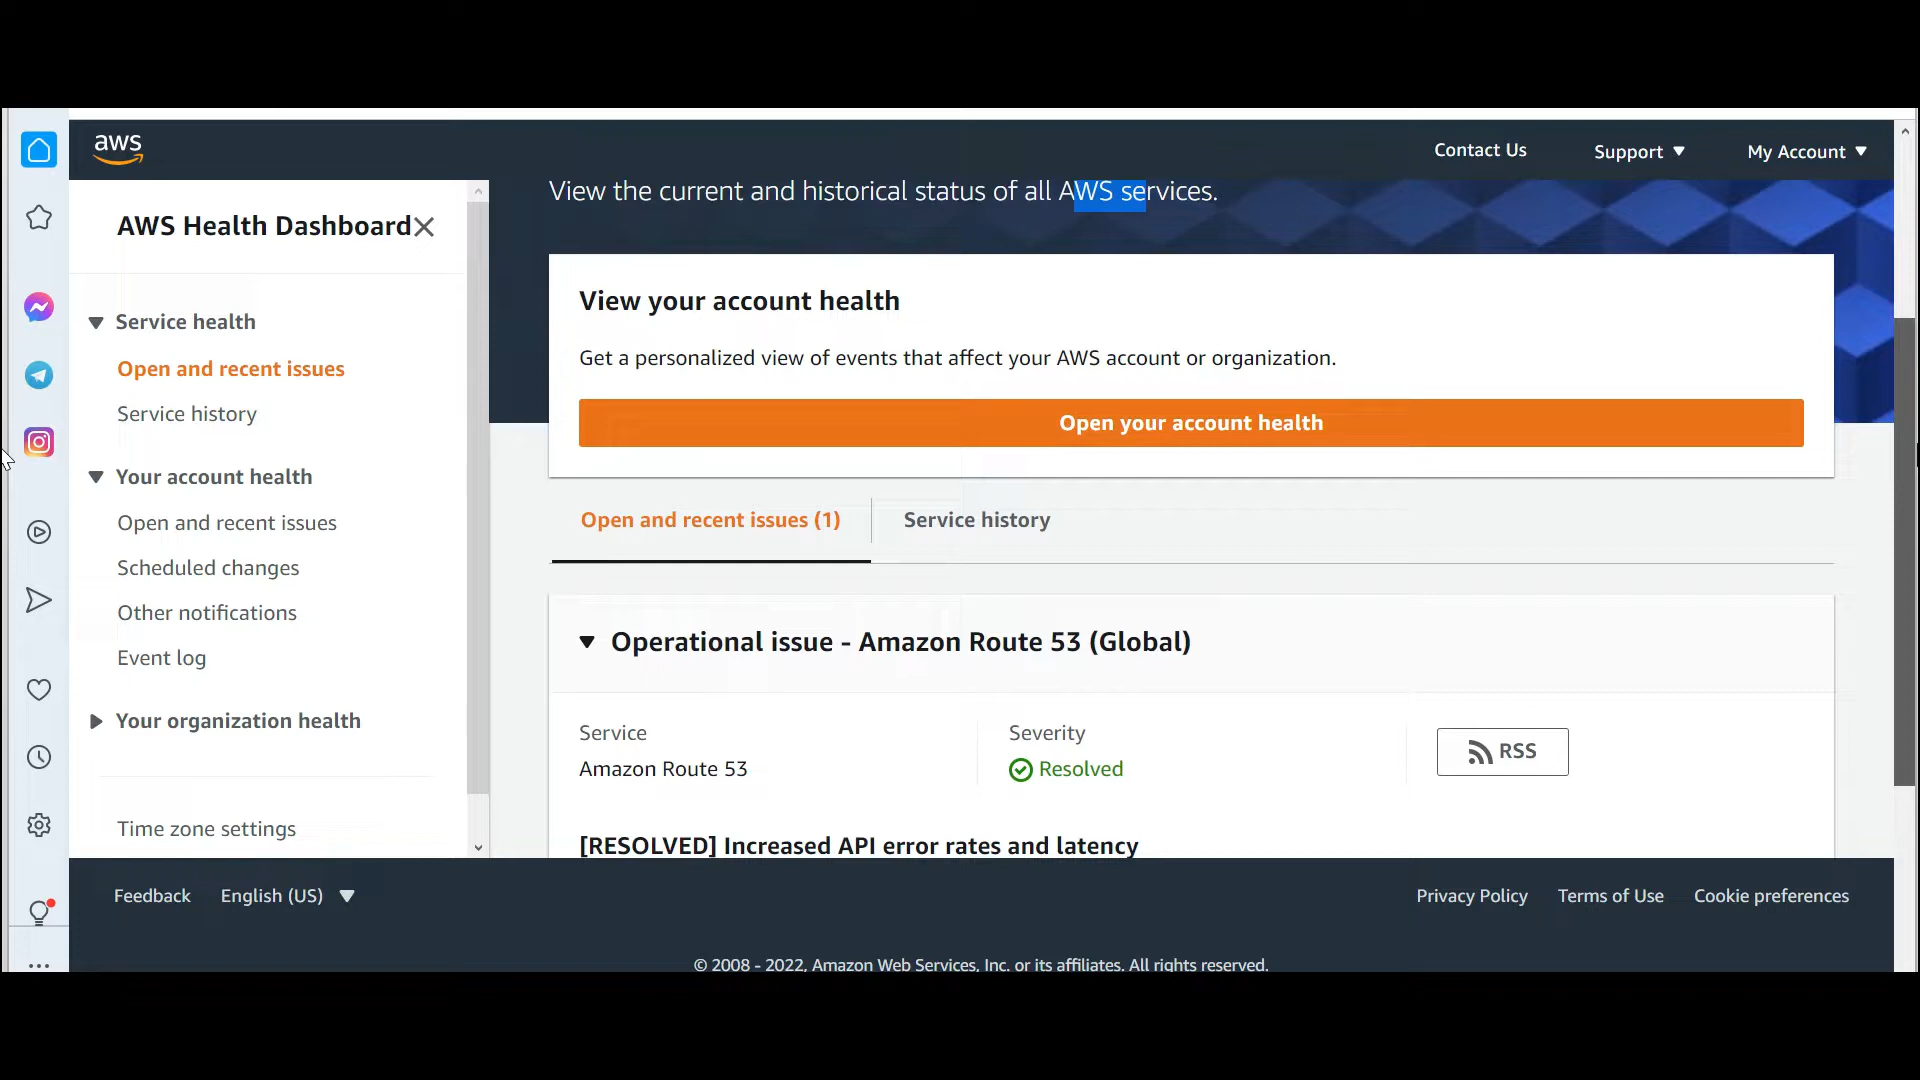 aws
Contact Us
Support
My Account
View the current and historical status of all AWS services.
AWS Health Dashboard
Service health
Open and recent issues
Service history
Your account health
Open and recent issues
Scheduled changes
Other notifications
Event log
Your organization health
Time zone settings
View your account health
Get a personalized view of events that affect your AWS account or organization.
Open your account health
Open and recent issues (1)
Service history
Operational issue - Amazon Route 53 (Global)
Service
Amazon Route 53
Severity
Resolved
RSS
[RESOLVED] Increased API error rates and latency
Feedback
English (US)
Privacy Policy
Terms of Use
Cookie preferences
© 2008 - 2022, Amazon Web Services, Inc. or its affiliates. All rights reserved.